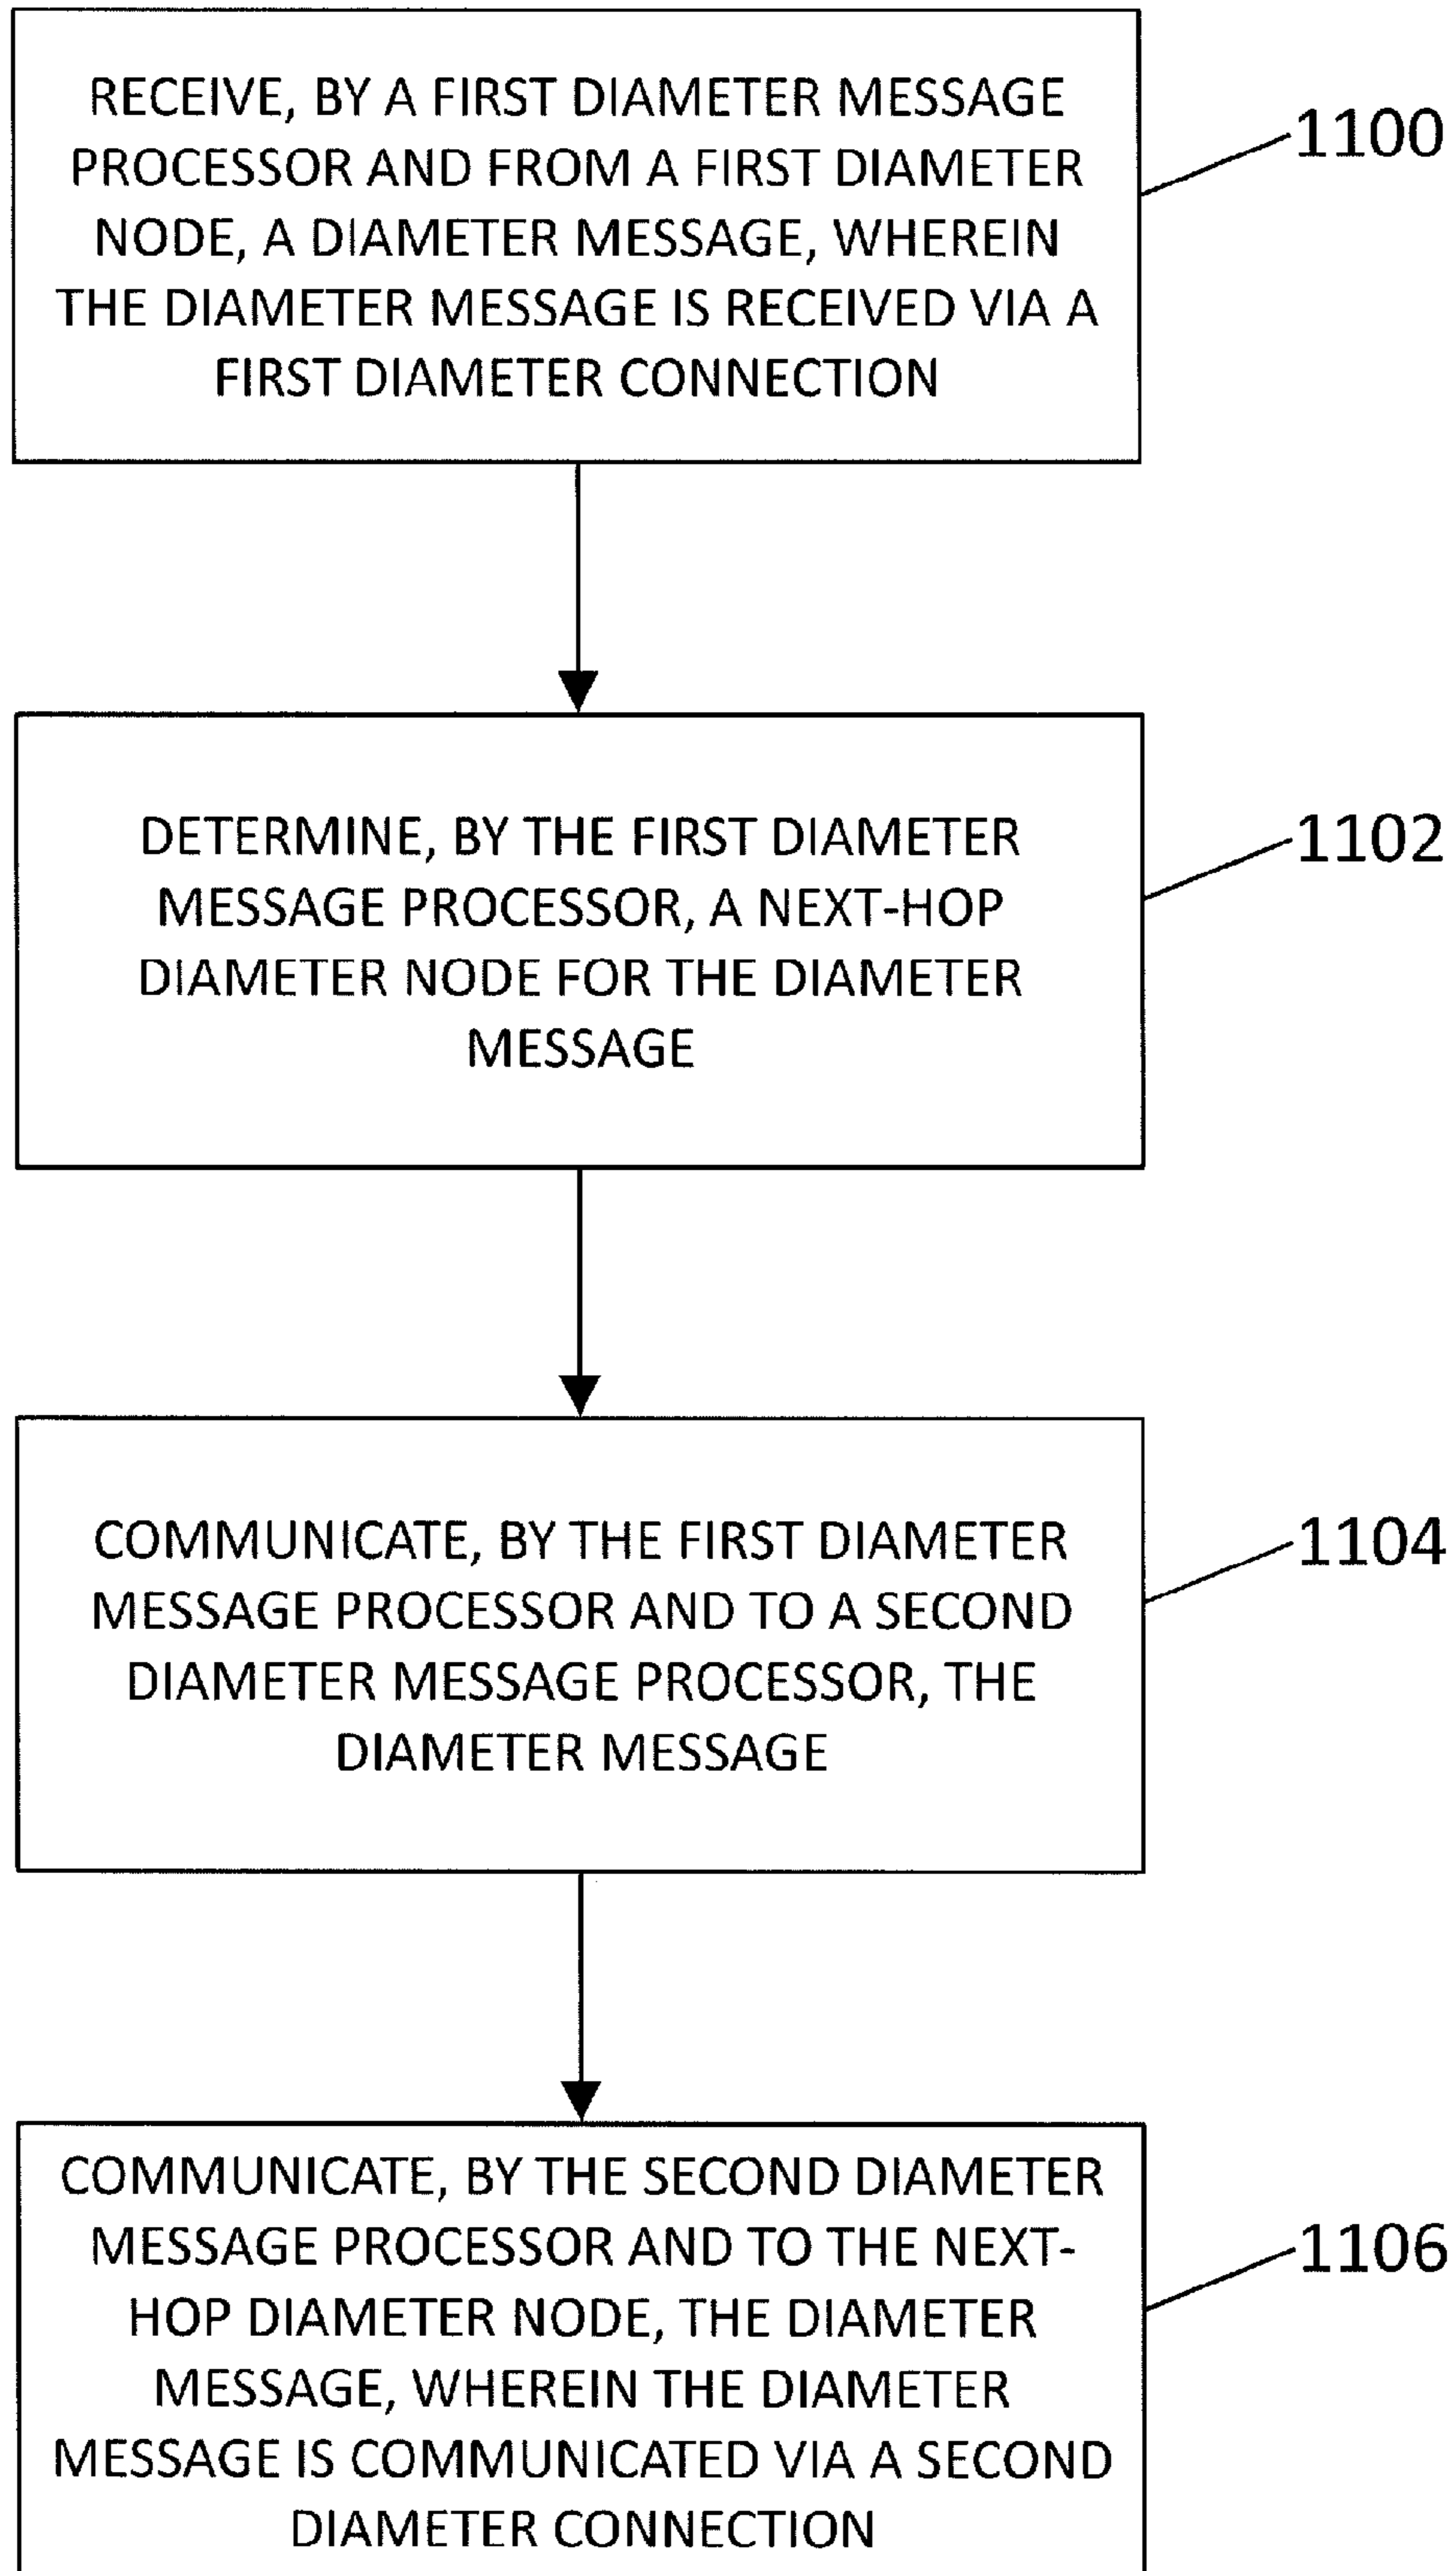 RECEIVE, BY A FIRST DIAMETER MESSAGE
PROCESSOR AND FROM A FIRST DIAMETER
NODE, A DIAMETER MESSAGE, WHEREIN
THE DIAMETER MESSAGE IS RECEIVED VIA A
FIRST DIAMETER CONNECTION
1100
DETERMINE, BY THE FIRST DIAMETER
MESSAGE PROCESSOR, A NEXT-HOP
DIAMETER NODE FOR THE DIAMETER
MESSAGE
1102
COMMUNICATE, BY THE FIRST DIAMETER
MESSAGE PROCESSOR AND TO A SECOND
DIAMETER MESSAGE PROCESSOR, THE
DIAMETER MESSAGE
1104
COMMUNICATE, BY THE SECOND DIAMETER
MESSAGE PROCESSOR AND TO THE NEXT-
HOP DIAMETER NODE, THE DIAMETER
MESSAGE, WHEREIN THE DIAMETER
MESSAGE IS COMMUNICATED VIA A SECOND
DIAMETER CONNECTION
1106